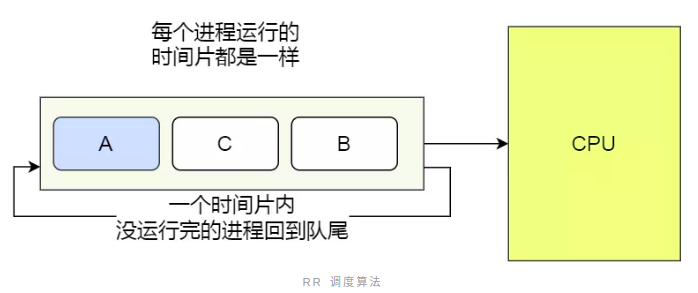 每个进程运行的
时间片都是一样
A
C
B
CPU
一个时间片内
没运行完的进程回到队尾
RR 调度算法